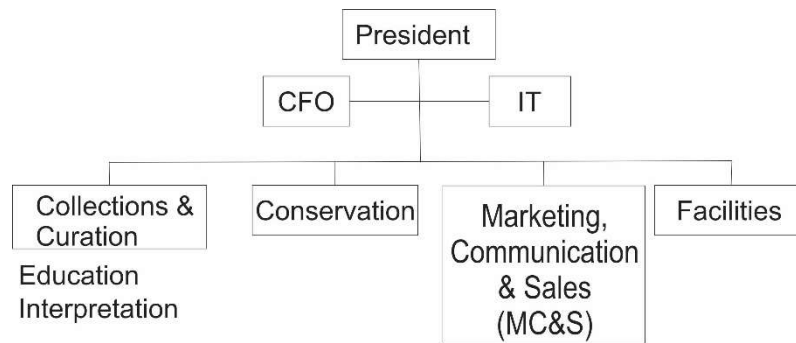 President
CFO
IT
Collections &
Curation
Education
Interpretation
Conservation
Marketing,
Communication
& Sales
(MC&S)
Facilities